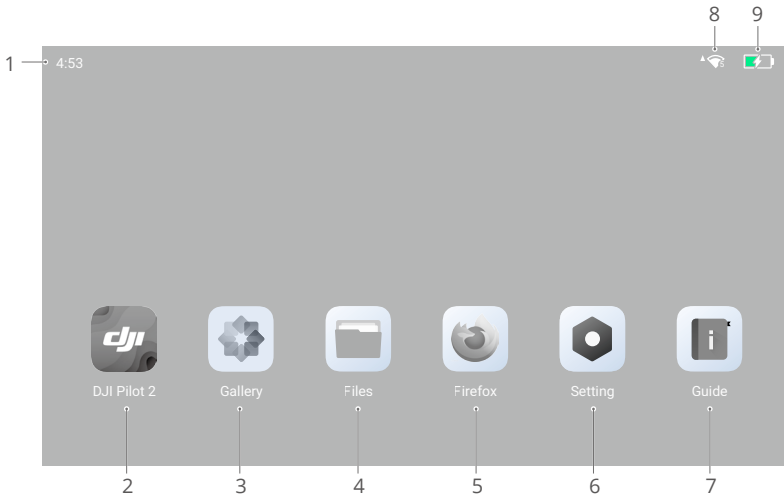 8 9
1 4:53
dji
i
DJI Pilot 2 Gallery Files Firefox Setting Guide
2 3 4 5 6 7